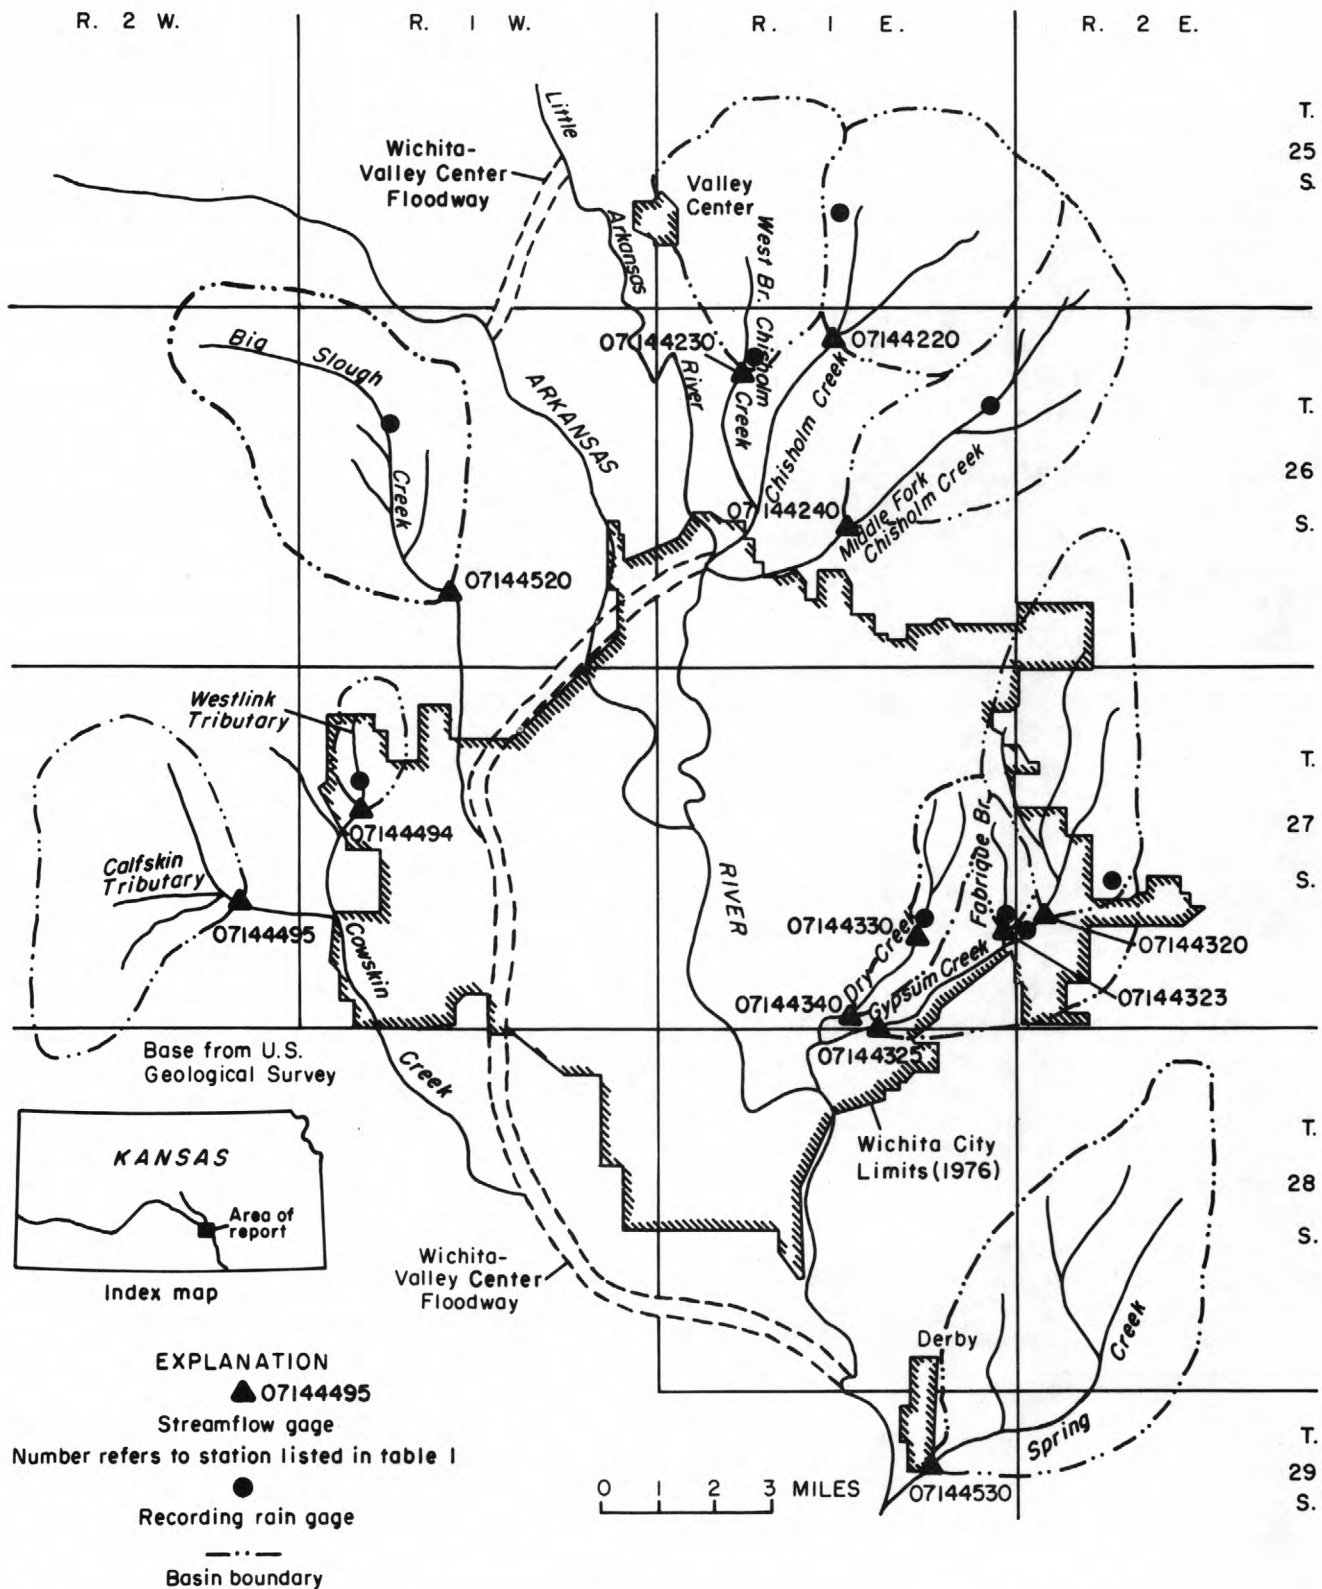 R. 2 W.
R. I W.
R. I E.
R. 2 E.
T.
25
S.
Little
Arkansas
River
Wichita-
Valley Center
Floodway
Valley
Center
West Br. Chisholm
Creek
07144230
07144220
Big Slough
Creek
ARKANSAS
Chisholm Creek
T.
26
S.
07144240
Middle Fork
Chisholm Creek
07144520
Westlink
Tributary
T.
27
S.
07144494
Calfskin
Tributary
07144495
Cowskin
Creek
RIVER
Fabrique Br.
07144330
Dry Creek
Gypsum Creek
07144320
07144323
07144340
07144325
Base from U.S.
Geological Survey
Wichita City
Limits (1976)
T.
28
S.
KANSAS
Area of
report
Index map
Wichita-
Valley Center
Floodway
Derby
Spring
Creek
T.
29
S.
07144530
EXPLANATION
07144495
Streamflow gage
Number refers to station listed in table I
Recording rain gage
Basin boundary
0 1 2 3 MILES